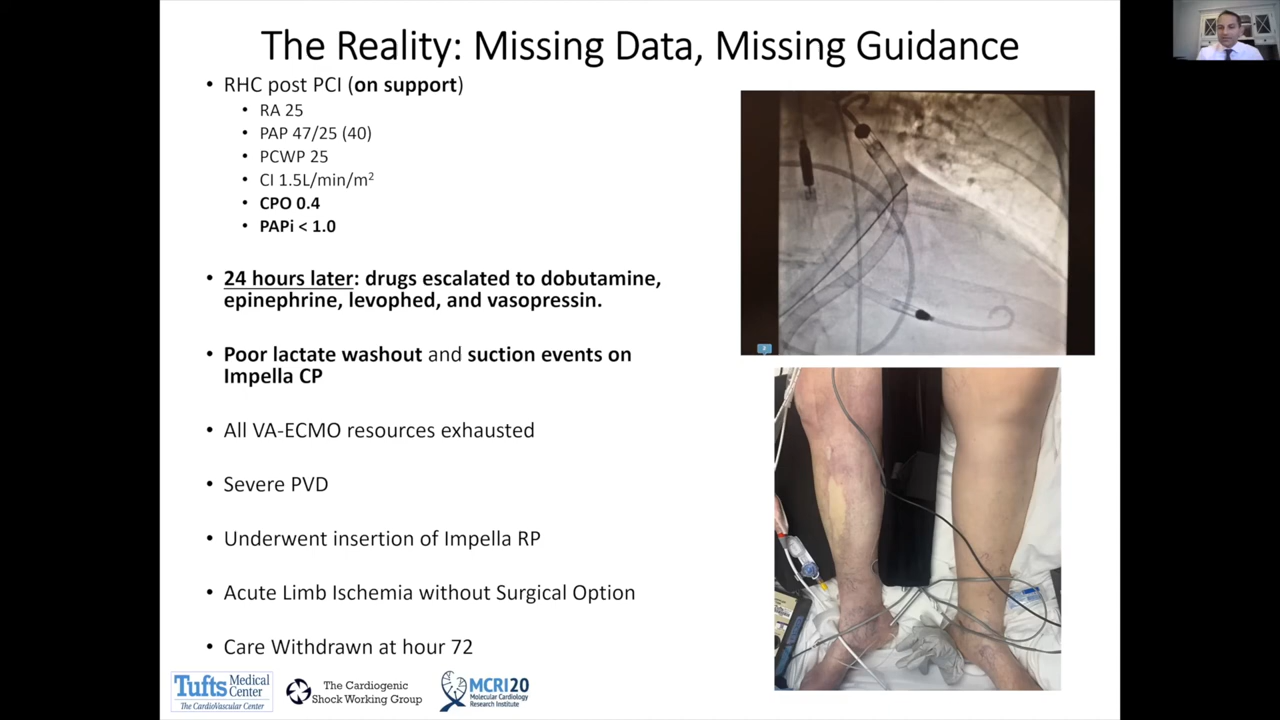 The Reality: Missing Data, Missing Guidance
• RHC post PCI (on support)
• RA 25
• PAP 47/25 (40)
• PCWP 25
• CI 1.5L/min/m²
• CPO 0.4
• PAPi < 1.0
• 24 hours later: drugs escalated to dobutamine,
epinephrine, levophed, and vasopressin.
• Poor lactate washout and suction events on
Impella CP
• All VA-ECMO resources exhausted
• Severe PVD
• Underwent insertion of Impella RP
• Acute Limb Ischemia without Surgical Option
• Care Withdrawn at hour 72
Tufts Medical
Center
The CardioVascular Center
The Cardiogenic
Shock Working Group
MCRI20
Molecular Cardiology
Research Institute